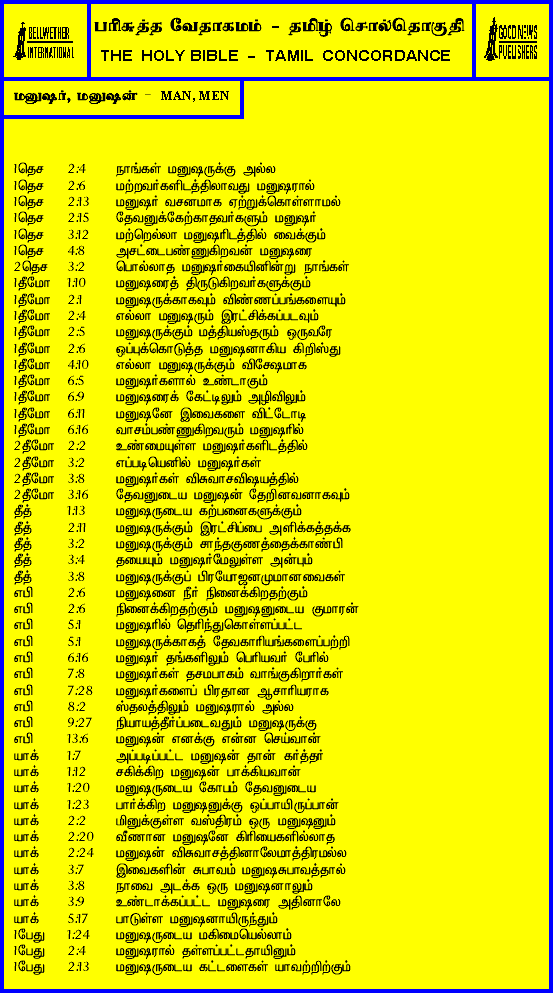 BELLWETHER
INTERNATIONAL
பரிசுத்த வேதாகமம் - தமிழ் சொல்தொகுதி
THE HOLY BIBLE - TAMIL CONCORDANCE
GOOD NEWS
PUBLISHERS
மனுஷர், மனுஷன் - MAN, MEN
1தெச 2:4 நாங்கள் மனுஷருக்கு அல்ல
1தெச 2:6 மற்றவர்களிடத்திலாவது மனுஷரால்
1தெச 2:13 மனுஷர் வசனமாக ஏற்றுக்கொள்ளாமல்
1தெச 2:15 தேவனுக்கேற்காதவர்களும் மனுஷர்
1தெச 3:12 மற்றெல்லா மனுஷரிடத்தில் வைக்கும்
1தெச 4:8 அசட்டைபண்ணுகிறவன் மனுஷரை
2தெச 3:2 பொல்லாத மனுஷர்கையினின்று நாங்கள்
1தீமோ 1:10 மனுஷரைத் திருடுகிறவர்களுக்கும்
1தீமோ 2:1 மனுஷருக்காகவும் விண்ணப்பங்களையும்
1தீமோ 2:4 எல்லா மனுஷரும் இரட்சிக்கப்படவும்
1தீமோ 2:5 மனுஷருக்கும் மத்தியஸ்தரும் ஒருவரே
1தீமோ 2:6 ஒப்புக்கொடுத்த மனுஷனாகிய கிறிஸ்து
1தீமோ 4:10 எல்லா மனுஷருக்கும் விசேஷமாக
1தீமோ 6:5 மனுஷர்களால் உண்டாகும்
1தீமோ 6:9 மனுஷரைக் கேட்டிலும் அழிவிலும்
1தீமோ 6:11 மனுஷனே இவைகளை விட்டோடி
1தீமோ 6:16 வாசம்பண்ணுகிறவரும் மனுஷரில்
2தீமோ 2:2 உண்மையுள்ள மனுஷர்களிடத்தில்
2தீமோ 3:2 எப்படியெனில் மனுஷர்கள்
2தீமோ 3:8 மனுஷர்கள் விசுவாசவிஷயத்தில்
2தீமோ 3:16 தேவனுடைய மனுஷன் தேறினவனாகவும்
தீத் 1:13 மனுஷருடைய கற்பனைகளுக்கும்
தீத் 2:11 மனுஷருக்கும் இரட்சிப்பை அளிக்கத்தக்க
தீத் 3:2 மனுஷருக்கும் சாந்தகுணத்தைக்காண்பி
தீத் 3:4 தயையும் மனுஷர்மேலுள்ள அன்பும்
தீத் 3:8 மனுஷருக்குப் பிரயோஜனமுமானவைகள்
எபி 2:6 மனுஷனை நீர் நினைக்கிறதற்கும்
எபி 2:6 நினைக்கிறதற்கும் மனுஷனுடைய குமாரன்
எபி 5:1 மனுஷரில் தெரிந்துகொள்ளப்பட்ட
எபி 5:1 மனுஷருக்காகத் தேவகாரியங்களைப்பற்றி
எபி 6:16 மனுஷர் தங்களிலும் பெரியவர் பேரில்
எபி 7:8 மனுஷர்கள் தசமபாகம் வாங்குகிறார்கள்
எபி 7:28 மனுஷர்களைப் பிரதான ஆசாரியராக
எபி 8:2 ஸ்தலத்திலும் மனுஷரால் அல்ல
எபி 9:27 நியாயத்தீர்ப்படைவதும் மனுஷருக்கு
எபி 13:6 மனுஷன் எனக்கு என்ன செய்வான்
யாக் 1:7 அப்படிப்பட்ட மனுஷன் தான் கர்த்தர்
யாக் 1:12 சகிக்கிற மனுஷன் பாக்கியவான்
யாக் 1:20 மனுஷருடைய கோபம் தேவனுடைய
யாக் 1:23 பார்க்கிற மனுஷனுக்கு ஒப்பாயிருப்பான்
யாக் 2:2 மினுக்குள்ள வஸ்திரம் ஒரு மனுஷனும்
யாக் 2:20 வீணான மனுஷனே கிரியைகளில்லாத
யாக் 2:24 மனுஷன் விசுவாசத்தினாலேமாத்திரமல்ல
யாக் 3:7 இவைகளின் சுபாவம் மனுஷசுபாவத்தால்
யாக் 3:8 நாவை அடக்க ஒரு மனுஷனாலும்
யாக் 3:9 உண்டாக்கப்பட்ட மனுஷரை அதினாலே
யாக் 5:17 பாடுள்ள மனுஷனாயிருந்தும்
1பேது 1:24 மனுஷருடைய மகிமையெல்லாம்
1பேது 2:4 மனுஷரால் தள்ளப்பட்டதாயினும்
1பேது 2:13 மனுஷருடைய கட்டளைகள் யாவற்றிற்கும்